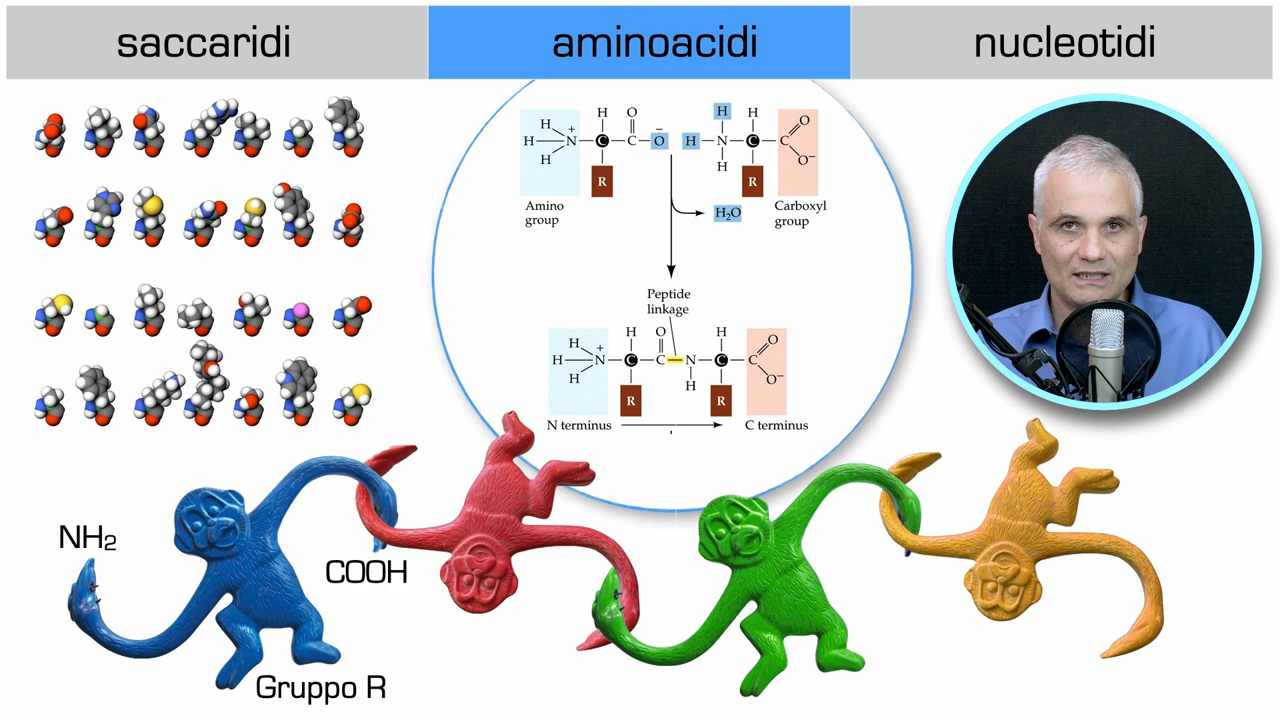 saccaridi
aminoacidi
nucleotidi
H H O H H
H + − 
H N C C O H N C C O
H R H R O−
Amino
group
H₂O
Carboxyl
group
Peptide
linkage
H O H
H + O
H N C C N C C
H R H R O−
N terminus
C terminus
NH₂
COOH
Gruppo R